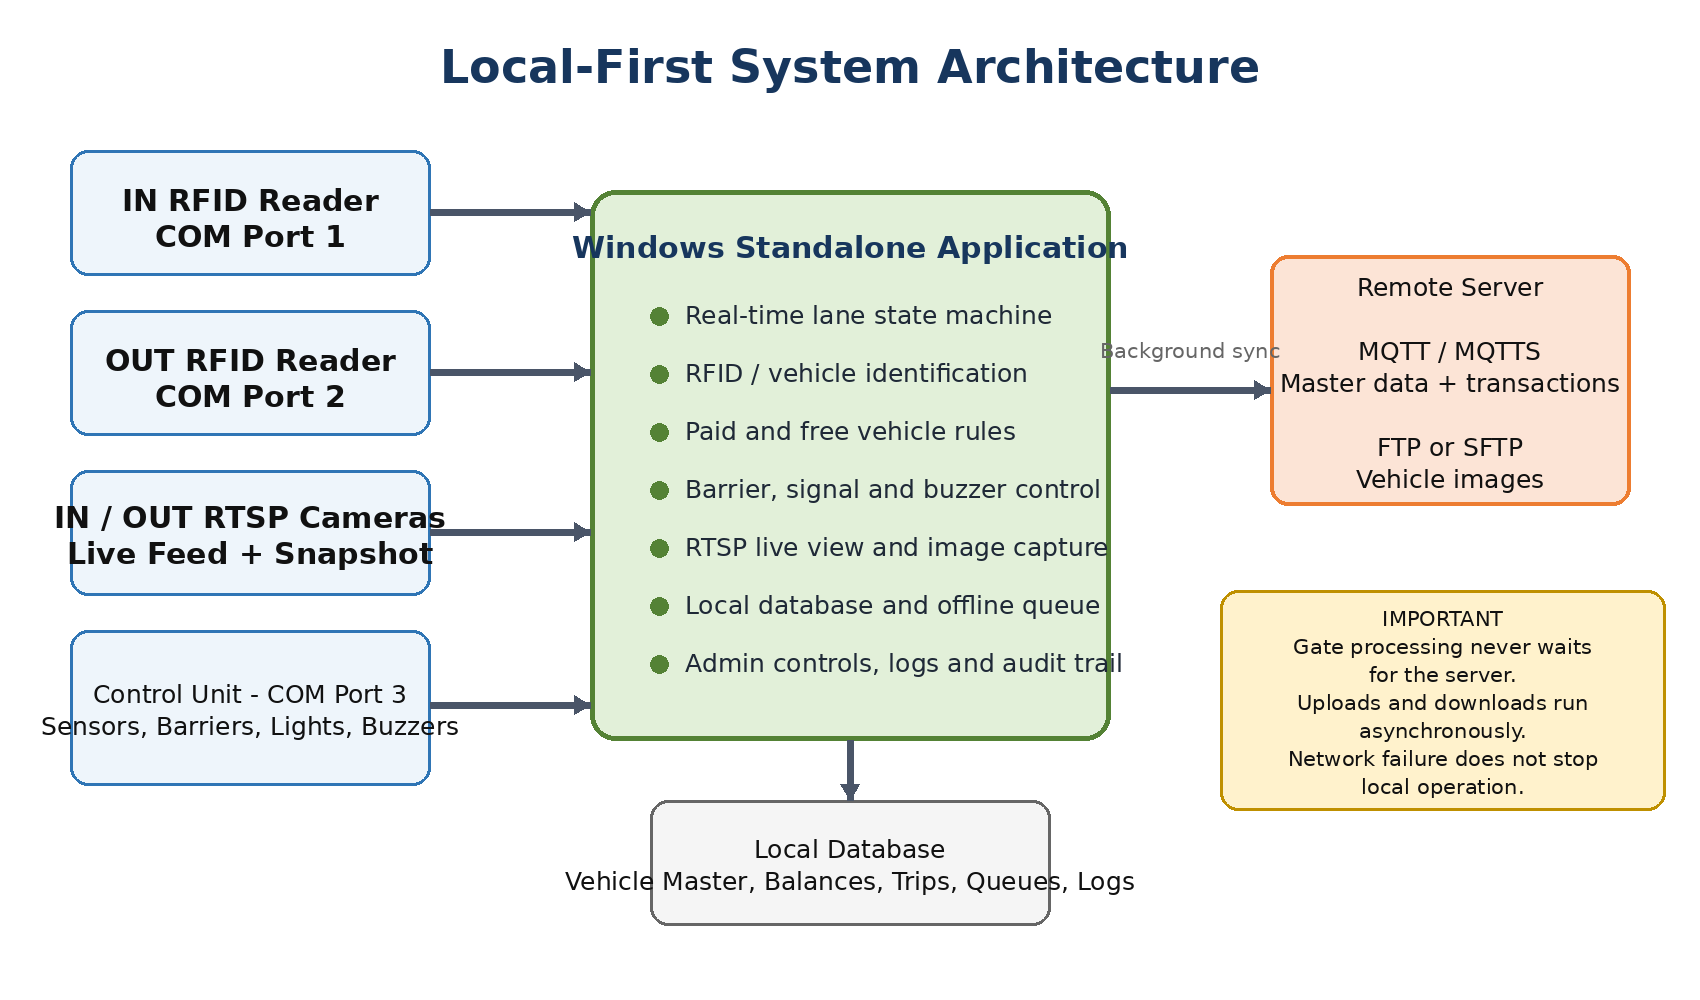 Local-First System Architecture
IN RFID Reader
COM Port 1
OUT RFID Reader
COM Port 2
IN / OUT RTSP Cameras
Live Feed + Snapshot
Control Unit - COM Port 3
Sensors, Barriers, Lights, Buzzers
Windows Standalone Application
Real-time lane state machine
RFID / vehicle identification
Paid and free vehicle rules
Barrier, signal and buzzer control
RTSP live view and image capture
Local database and offline queue
Admin controls, logs and audit trail
Background sync
Remote Server
MQTT / MQTTS
Master data + transactions
FTP or SFTP
Vehicle images
IMPORTANT
Gate processing never waits
for the server.
Uploads and downloads run
asynchronously.
Network failure does not stop
local operation.
Local Database
Vehicle Master, Balances, Trips, Queues, Logs